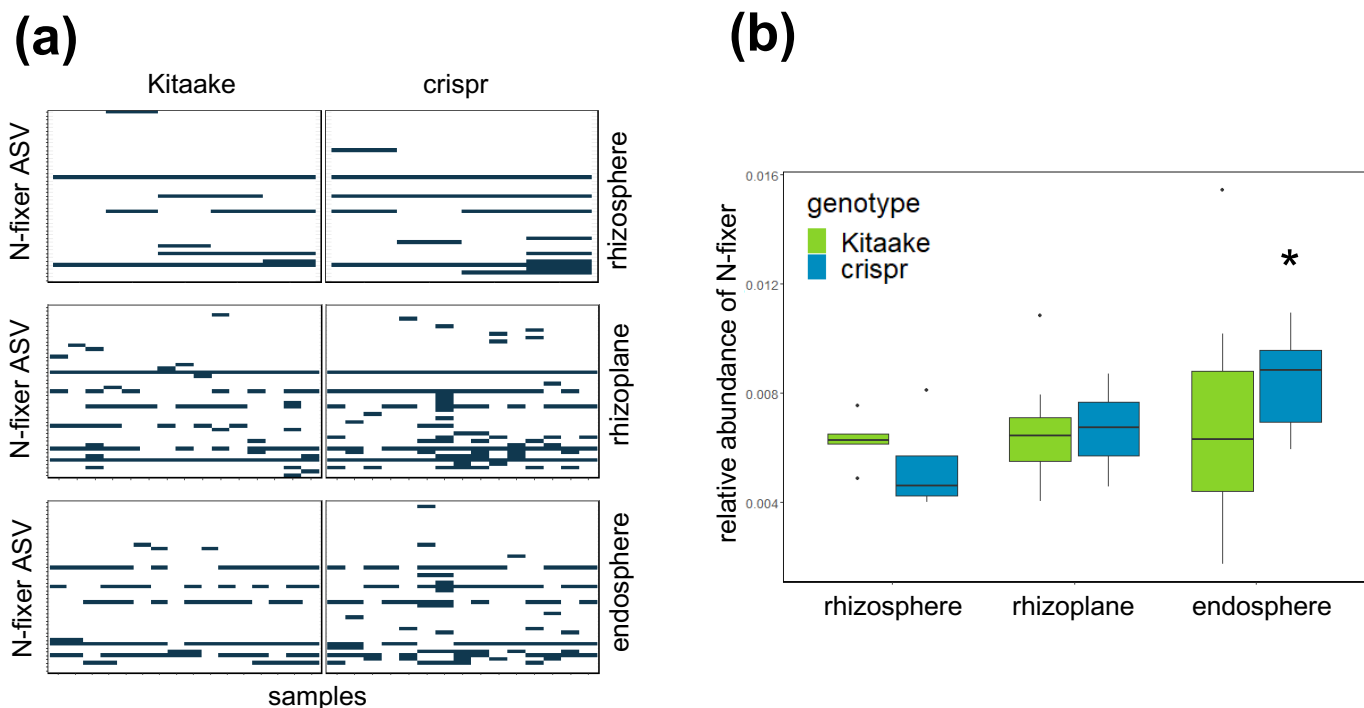 (a)
Kitaake
crispr
N-fixer ASV
rhizosphere
N-fixer ASV
rhizoplane
N-fixer ASV
endosphere
samples
(b)
relative abundance of N-fixer
0.016
0.012
0.008
0.004
genotype
Kitaake
crispr
*
rhizosphere
rhizoplane
endosphere